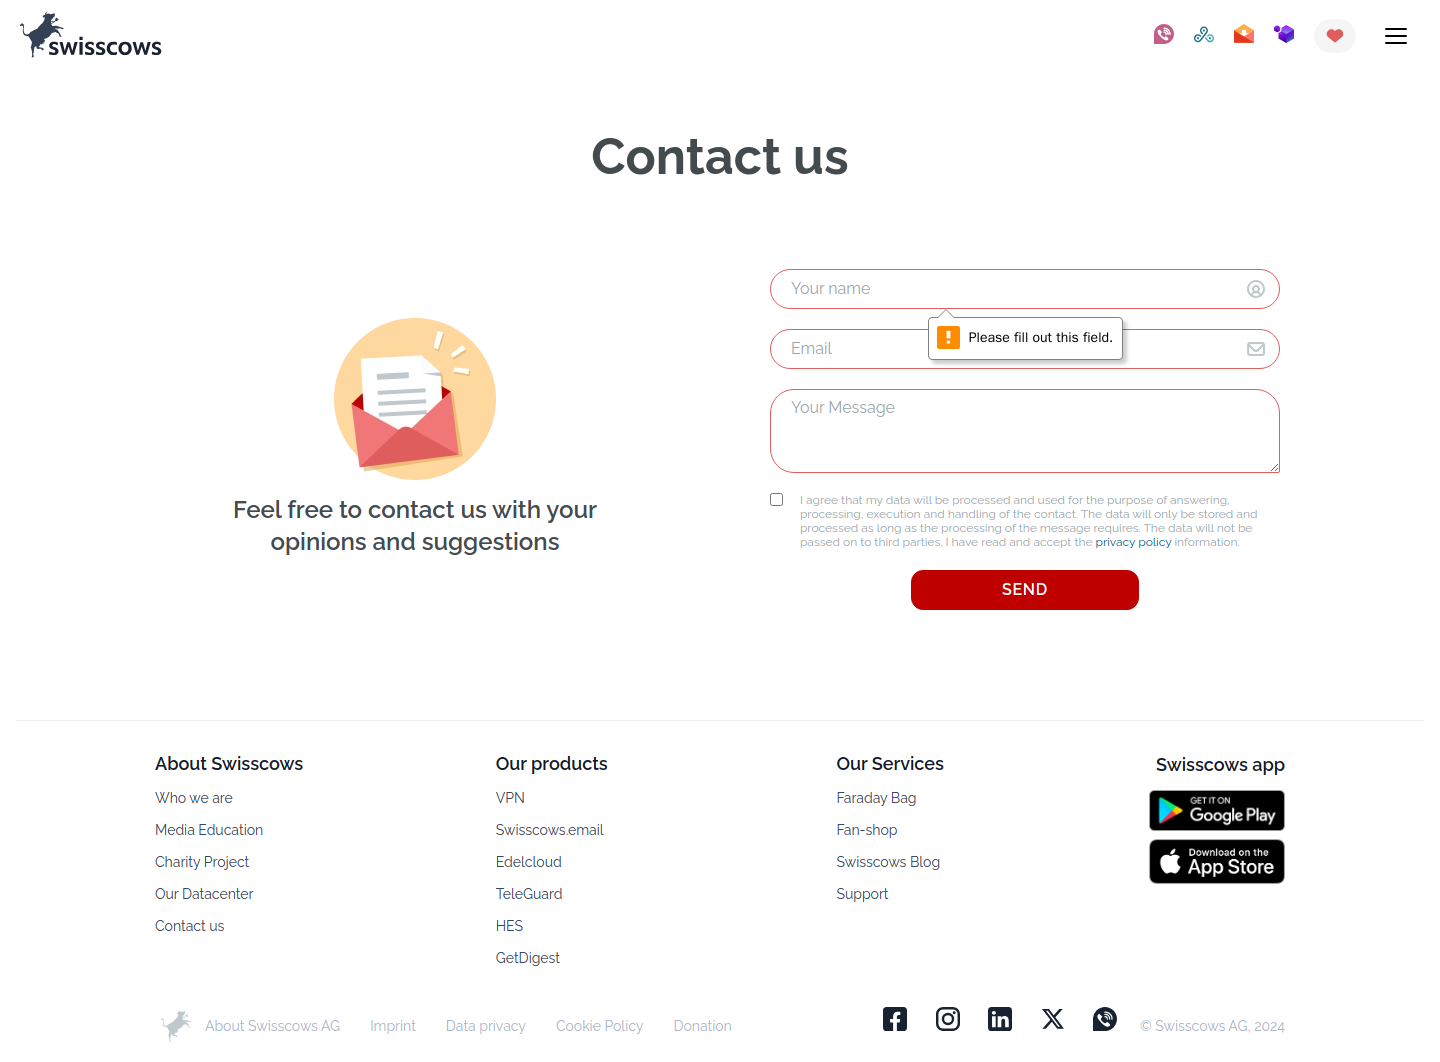 swisscows
Contact us
Feel free to contact us with your
opinions and suggestions
Your name
Please fill out this field.
Email
Your Message
I agree that my data will be processed and used for the purpose of answering,
processing, execution and handling of the contact. The data will only be stored and
processed as long as the processing of the message requires. The data will not be
passed on to third parties. I have read and accept the privacy policy information.
SEND
About Swisscows
Who we are
Media Education
Charity Project
Our Datacenter
Contact us
Our products
VPN
Swisscows.email
Edelcloud
TeleGuard
HES
GetDigest
Our Services
Faraday Bag
Fan-shop
Swisscows Blog
Support
Swisscows app
GET IT ON
Google Play
Download on the
App Store
About Swisscows AG
Imprint
Data privacy
Cookie Policy
Donation
© Swisscows AG, 2024